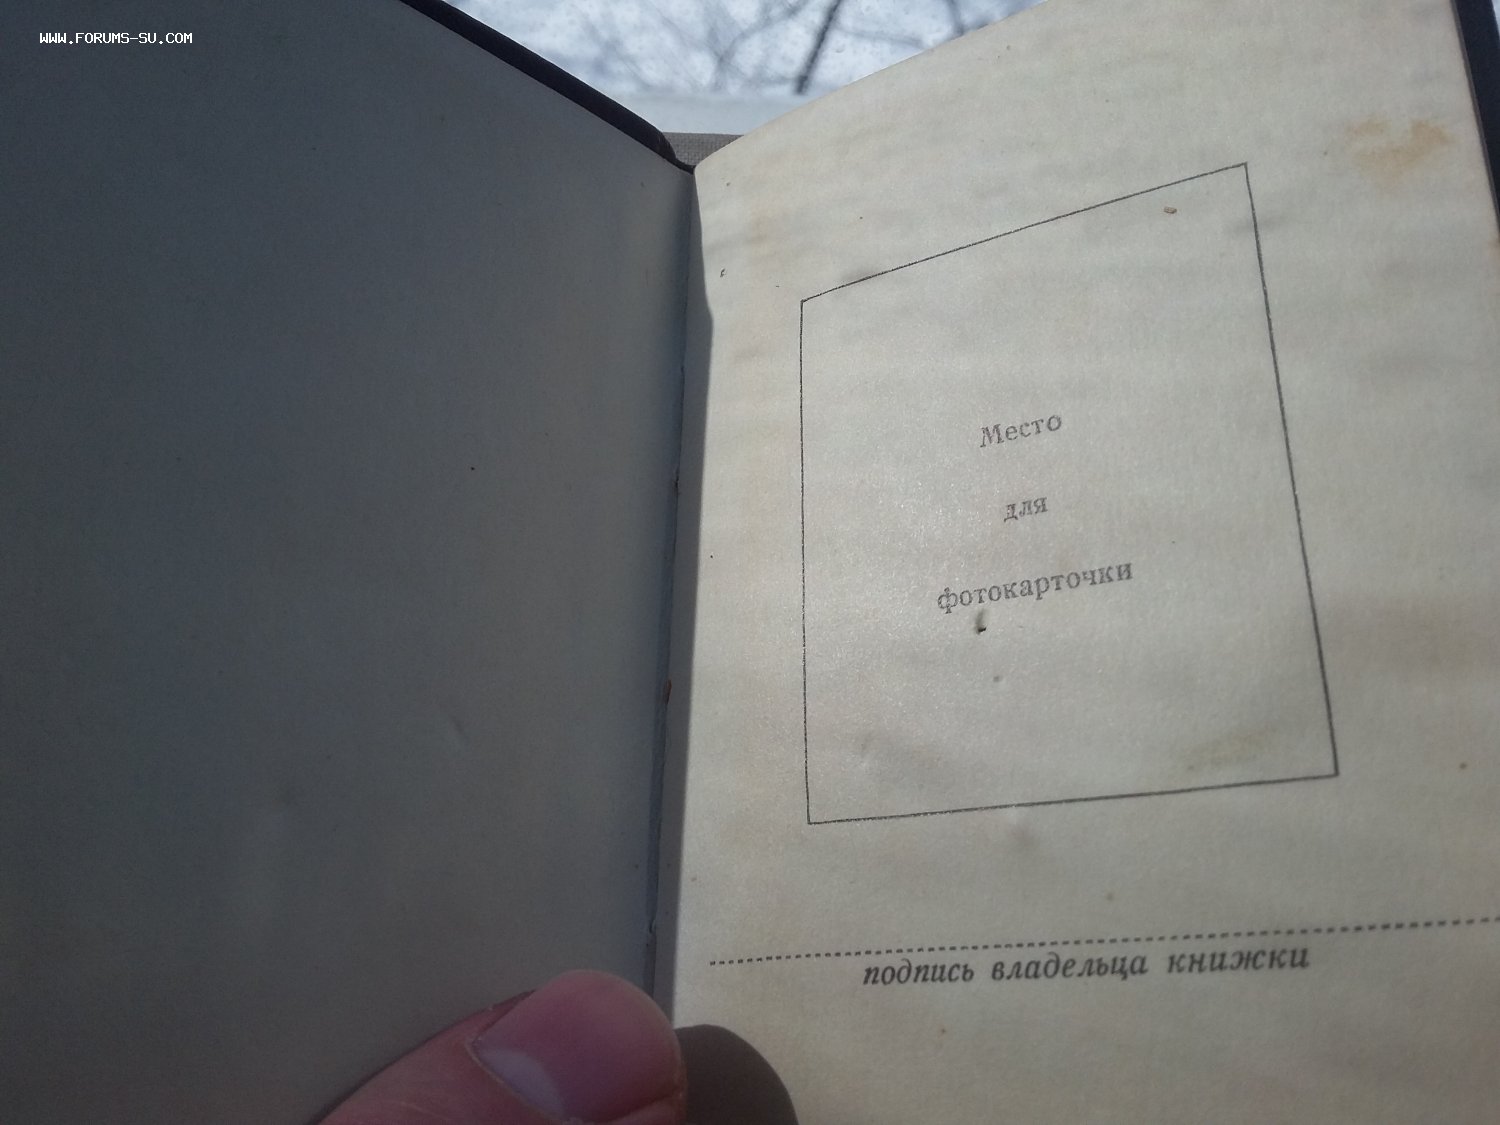 WWW.FORUMS-SU.COM
Место
для
фотокарточки
подпись владельца книжки